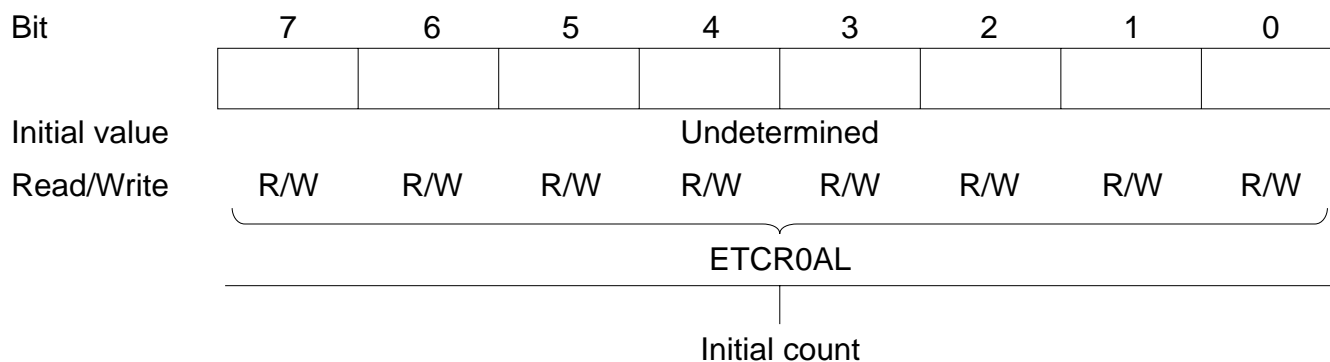 Bit 7 6 5 4 3 2 1 0
Initial value Undetermined
Read/Write R/W R/W R/W R/W R/W R/W R/W R/W
ETCR0AL
Initial count